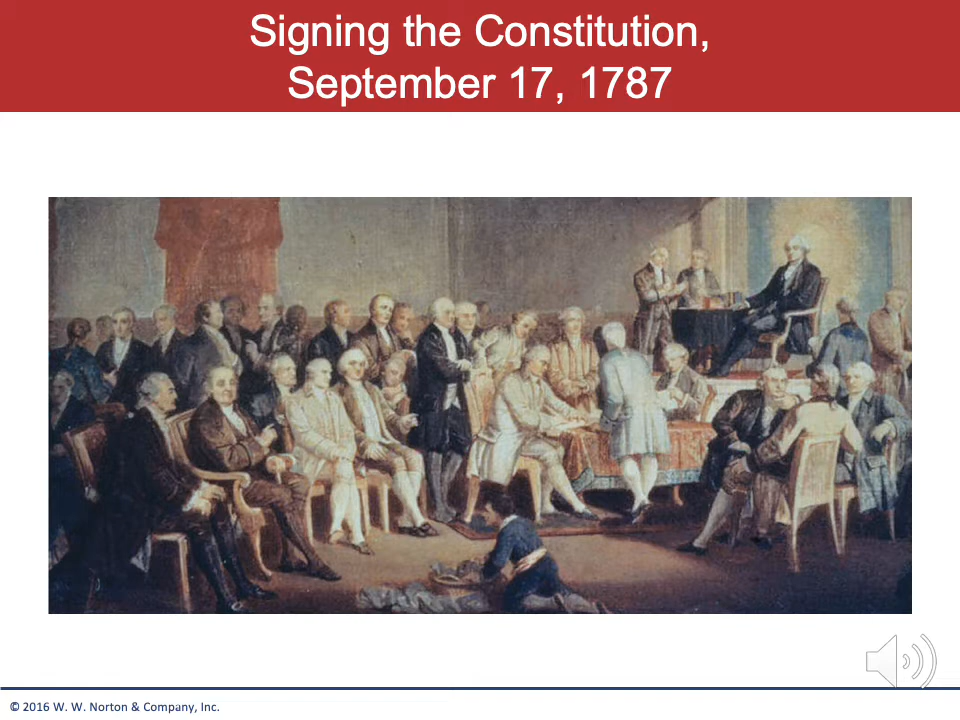 Signing the Constitution,
September 17, 1787
© 2016 W. W. Norton & Company, Inc.